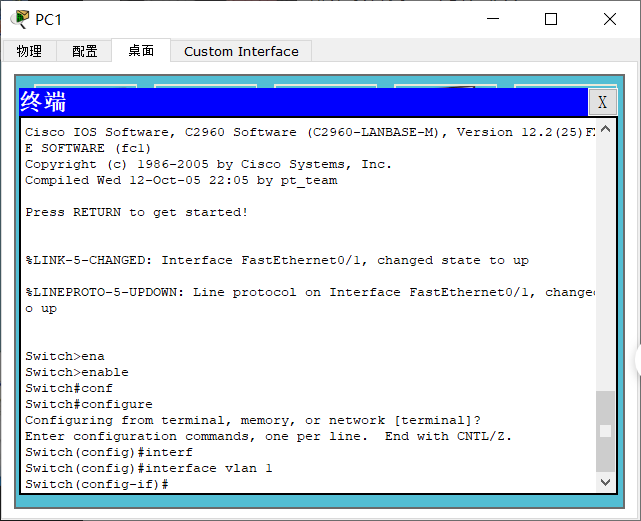 PC1
物理 配置 桌面 Custom Interface
终端 X
Cisco IOS Software, C2960 Software (C2960-LANBASE-M), Version 12.2(25)FX
E SOFTWARE (fc1)
Copyright (c) 1986-2005 by Cisco Systems, Inc.
Compiled Wed 12-Oct-05 22:05 by pt_team
Press RETURN to get started!
%LINK-5-CHANGED: Interface FastEthernet0/1, changed state to up
%LINEPROTO-5-UPDOWN: Line protocol on Interface FastEthernet0/1, change
o up
Switch>ena
Switch>enable
Switch#conf
Switch#configure
Configuring from terminal, memory, or network [terminal]?
Enter configuration commands, one per line.  End with CNTL/Z.
Switch(config)#interf
Switch(config)#interface vlan 1
Switch(config-if)#